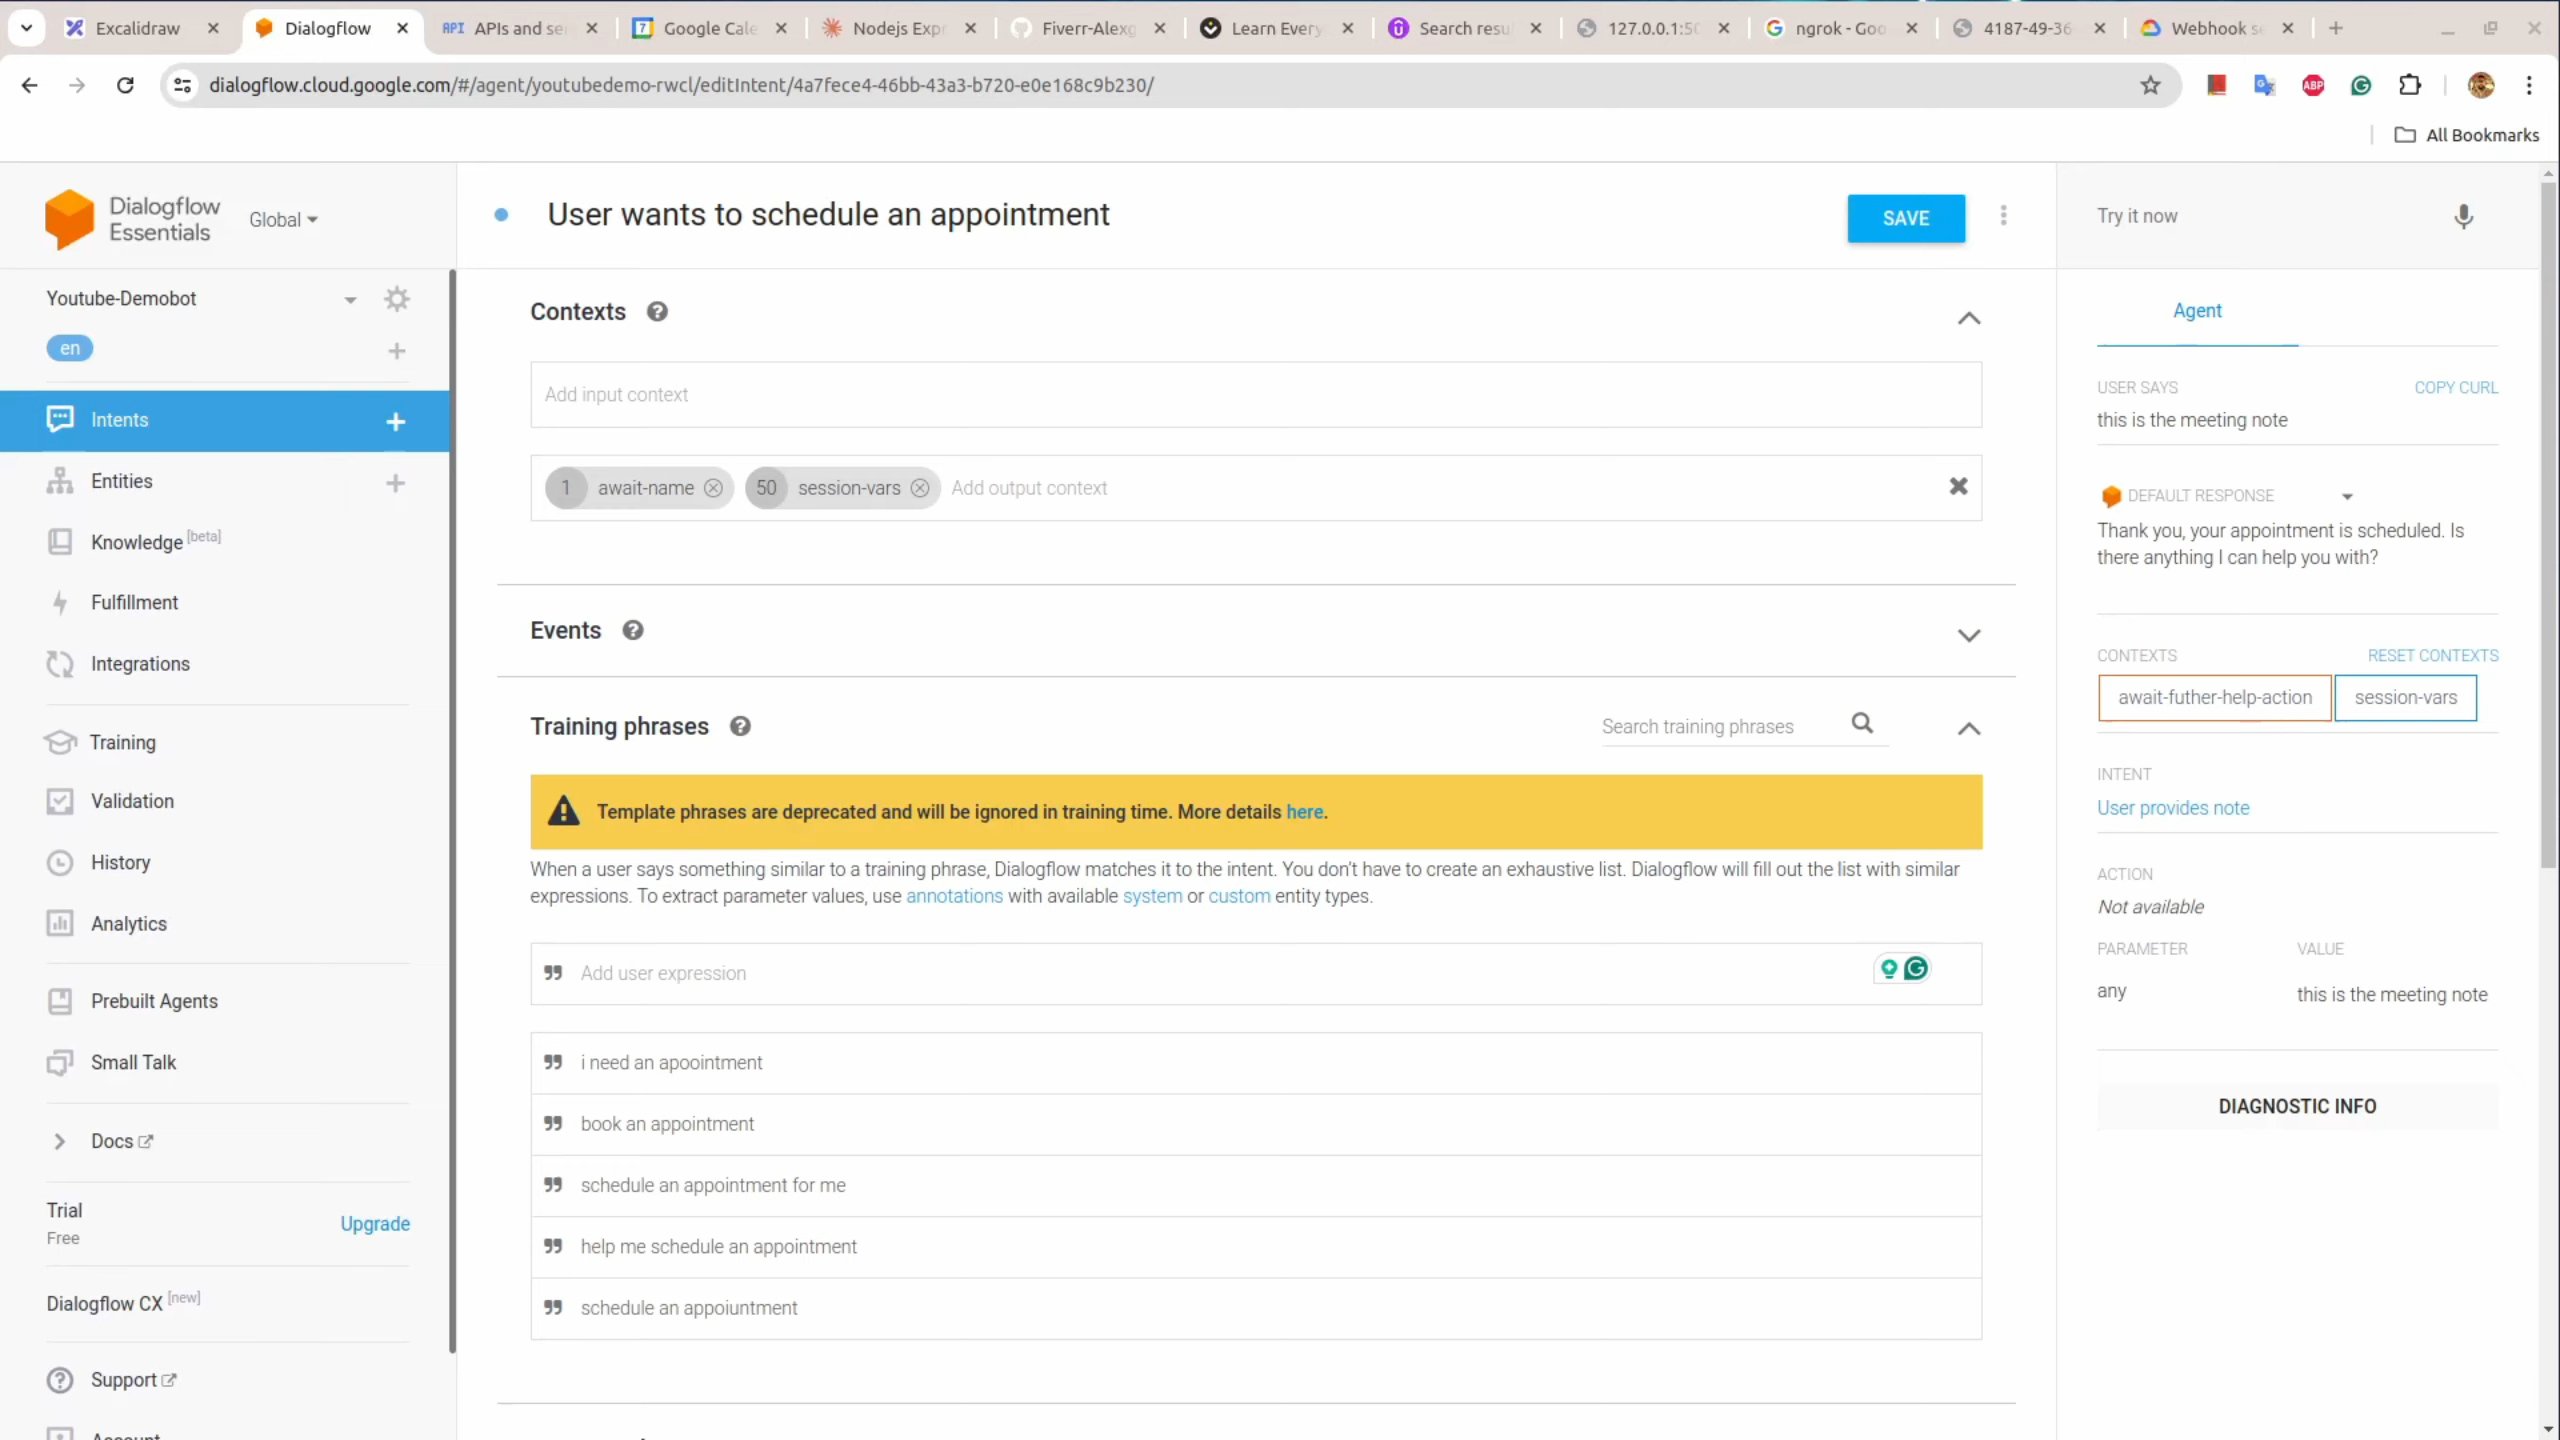 Excalidraw
Dialogflow
APIs and se
Google Cale
Nodejs Exp
Fiverr-Alexg
Learn Every
Search resu
127.0.0.1:50
ngrok - Goo
4187-49-36
Webhook se
dialogflow.cloud.google.com/#/agent/youtubedemo-rwcl/editIntent/4a7fece4-46bb-43a3-b720-e0e168c9b230/
All Bookmarks
Dialogflow
Essentials
Global
Youtube-Demobot
en
Intents
Entities
Knowledge [beta]
Fulfillment
Integrations
Training
Validation
History
Analytics
Prebuilt Agents
Small Talk
Docs
Trial
Free
Upgrade
Dialogflow CX [new]
Support
Account
User wants to schedule an appointment
SAVE
Contexts
Add input context
1 await-name 50 session-vars Add output context
Events
Training phrases
Search training phrases
Template phrases are deprecated and will be ignored in training time. More details here.
When a user says something similar to a training phrase, Dialogflow matches it to the intent. You don't have to create an exhaustive list. Dialogflow will fill out the list with similar
expressions. To extract parameter values, use annotations with available system or custom entity types.
Add user expression
i need an apoointment
book an appointment
schedule an appointment for me
help me schedule an appointment
schedule an appoiuntment
Try it now
Agent
USER SAYS
COPY CURL
this is the meeting note
DEFAULT RESPONSE
Thank you, your appointment is scheduled. Is
there anything I can help you with?
CONTEXTS
RESET CONTEXTS
await-futher-help-action
session-vars
INTENT
User provides note
ACTION
Not available
PARAMETER
VALUE
any
this is the meeting note
DIAGNOSTIC INFO